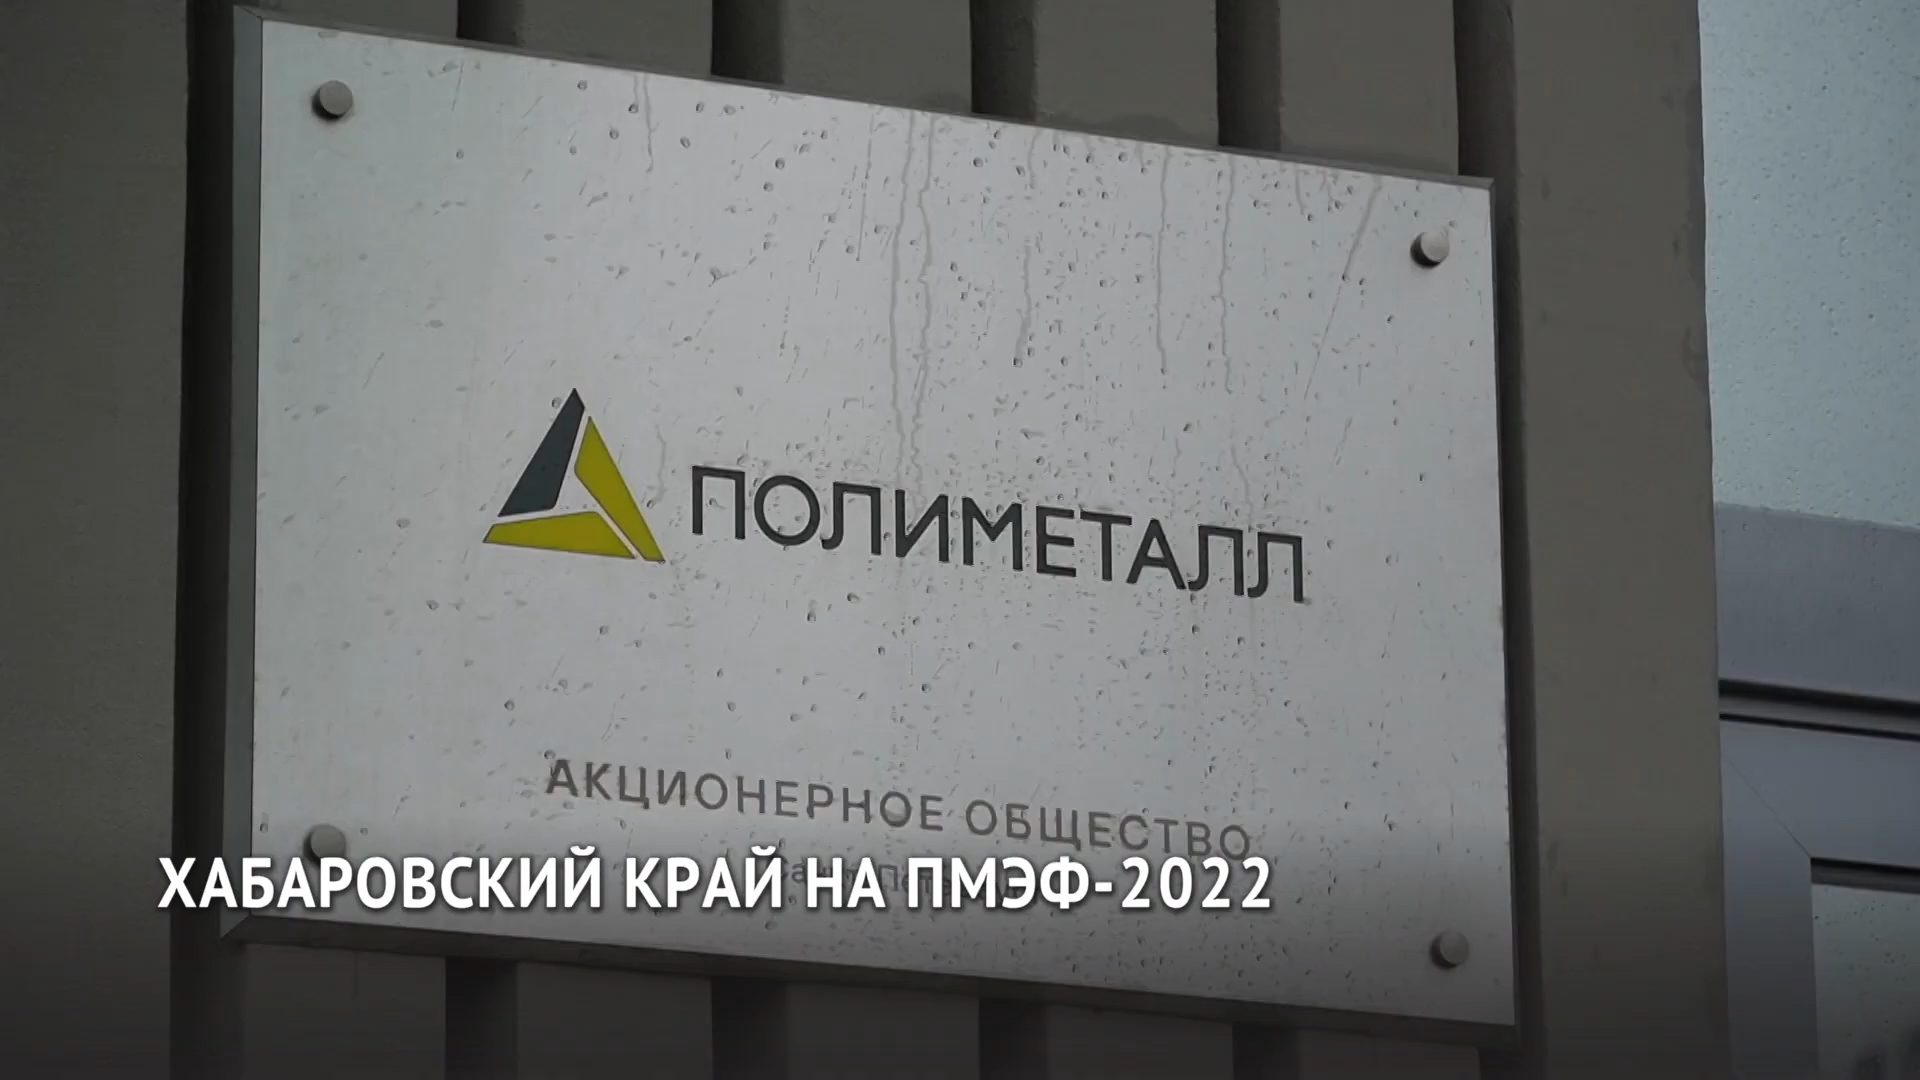 ПОЛИМЕТАЛЛ
АКЦИОНЕРНОЕ ОБЩЕСТВО
ХАБАРОВСКИЙ КРАЙ НА ПМЭФ-2022